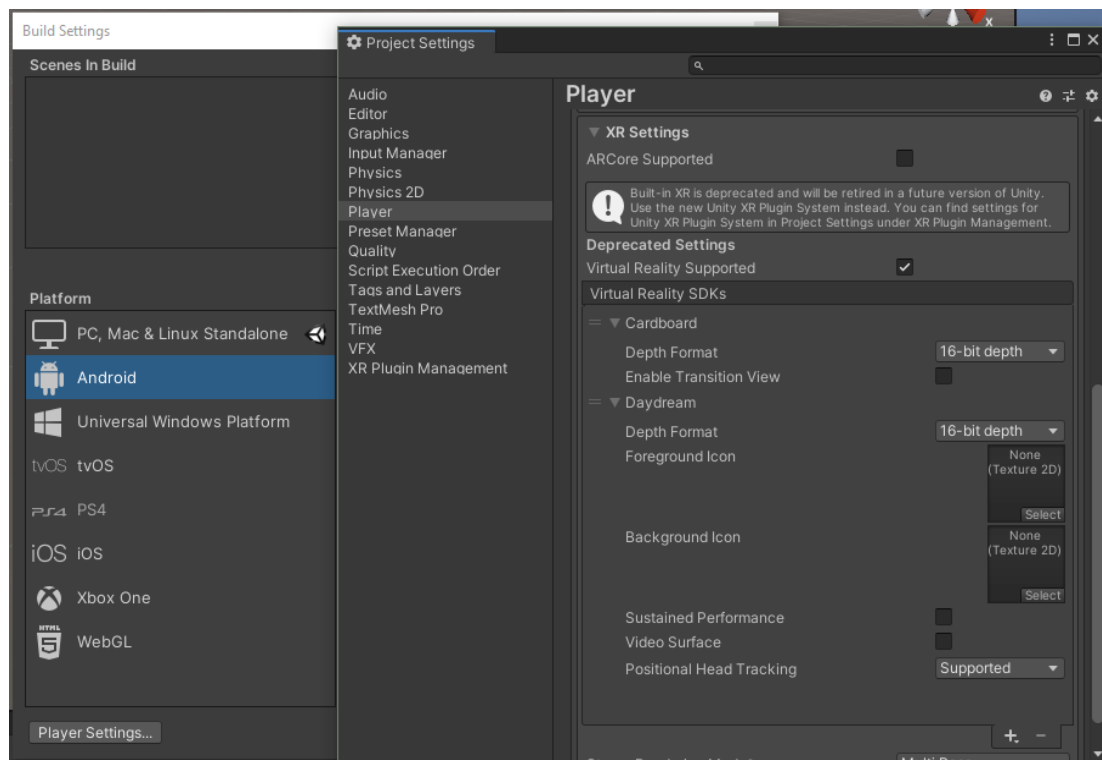 Build Settings
Scenes In Build
Platform
PC, Mac & Linux Standalone
Android
Universal Windows Platform
tvOS tvOS
PS4 PS4
iOS iOS
Xbox One
HTML
5
WebGL
Player Settings...
Project Settings
Audio
Editor
Graphics
Input Manager
Physics
Physics 2D
Player
Preset Manager
Quality
Script Execution Order
Tags and Layers
TextMesh Pro
Time
VFX
XR Plugin Management
x
Player
XR Settings
ARCore Supported
Built-in XR is deprecated and will be retired in a future version of Unity.
Use the new Unity XR Plugin System instead. You can find settings for
Unity XR Plugin System in Project Settings under XR Plugin Management.
Deprecated Settings
Virtual Reality Supported
Virtual Reality SDKs
Cardboard
Depth Format 16-bit depth
Enable Transition View
Daydream
Depth Format 16-bit depth
Foreground Icon
None
(Texture 2D)
Select
Background Icon
None
(Texture 2D)
Select
Sustained Performance
Video Surface
Positional Head Tracking Supported